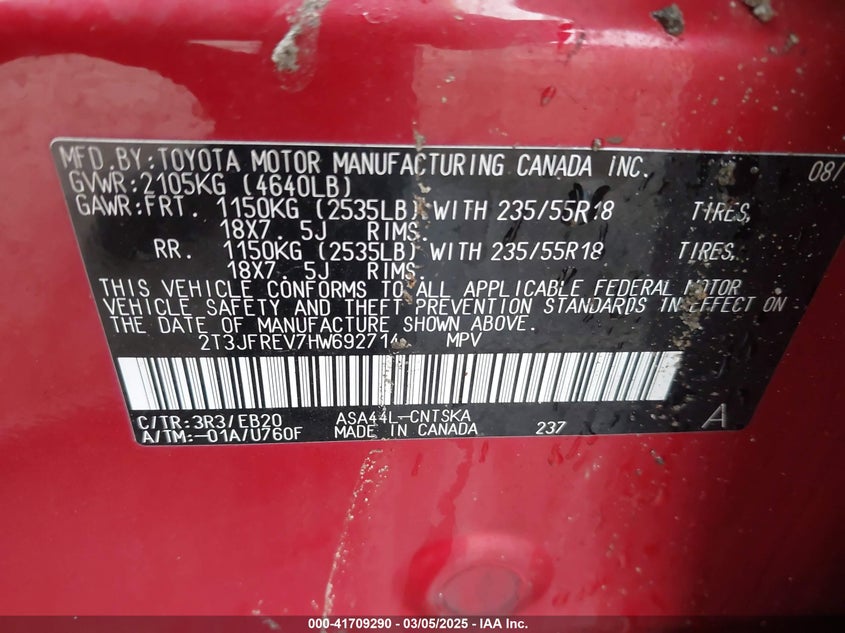 MFD.BY:TOYOTA MOTOR MANUFACTURING CANADA INC. 08/
GVWR:2105KG (4640LB)
GAWR:FRT. 1150KG (2535LB) WITH 235/55R18 TIRES,
18X7. 5J RIMS.
RR. 1150KG (2535LB) WITH 235/55R18 TIRES,
18X7. 5J RIMS.
THIS VEHICLE CONFORMS TO ALL APPLICABLE FEDERAL MOTOR
VEHICLE SAFETY AND THEFT PREVENTION STANDARDS IN EFFECT ON
THE DATE OF MANUFACTURE SHOWN ABOVE.
MPV
C/TR:3R3/EB20 ASA44L-CNTSKA
A/TM:-01A/U760F MADE IN CANADA 237 A
000-41709290 - 03/05/2025 - IAA Inc.